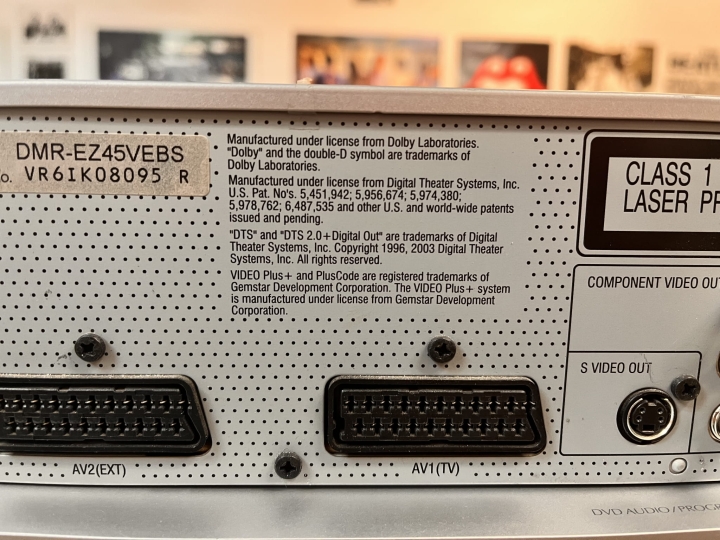 DMR-EZ45VEBS
o. VR6IK08095 R
Manufactured under license from Dolby Laboratories.
"Dolby" and the double-D symbol are trademarks of
Dolby Laboratories.
Manufactured under license from Digital Theater Systems, Inc.
U.S. Pat. No's. 5,451,942; 5,956,674; 5,974,380;
5,978,762; 6,487,535 and other U.S. and world-wide patents
issued and pending.
"DTS" and "DTS 2.0+Digital Out" are trademarks of Digital
Theater Systems, Inc. Copyright 1996, 2003 Digital Theater
Systems, Inc. All rights reserved.
VIDEO Plus+ and PlusCode are registered trademarks of
Gemstar Development Corporation. The VIDEO Plus+ system
is manufactured under license from Gemstar Development
Corporation.
CLASS 1
LASER PR
COMPONENT VIDEO OUT
S VIDEO OUT
AV2(EXT)
AV1(TV)
DVD AUDIO/PROGR